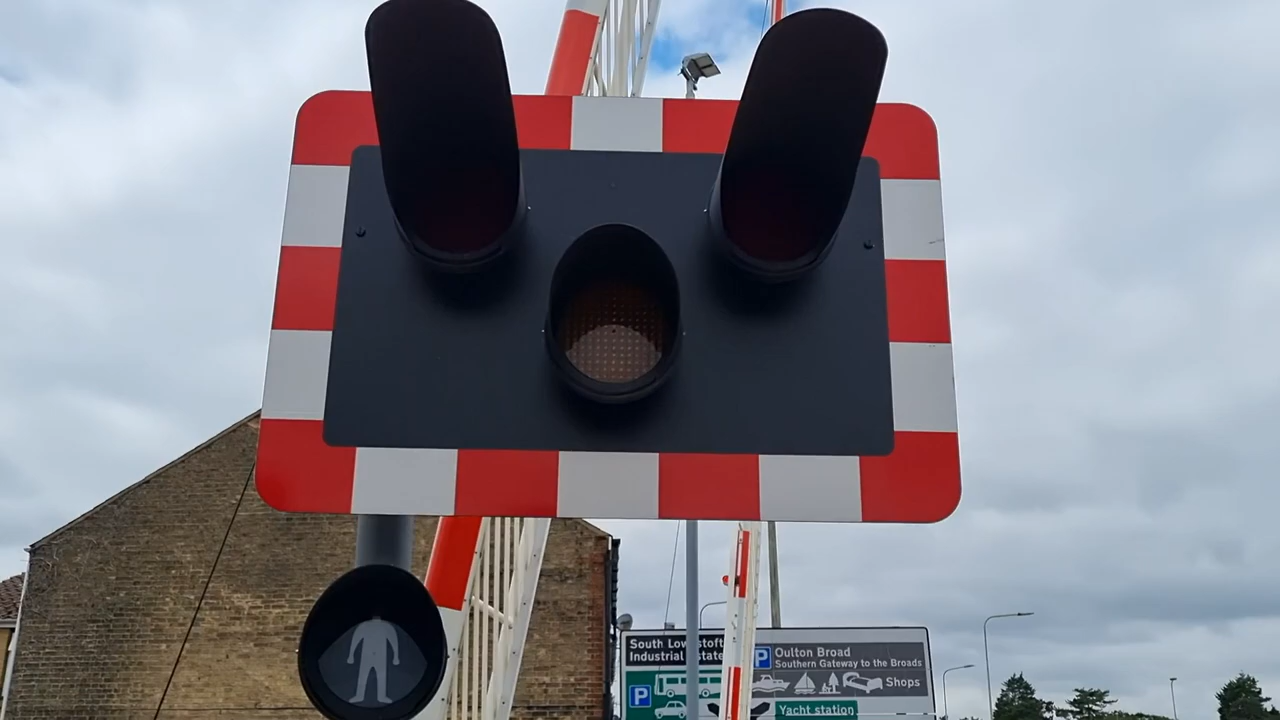 South Lowestoft
Industrial Estate
P
P
Oulton Broad
Southern Gateway to the Broads
Shops
Yacht station